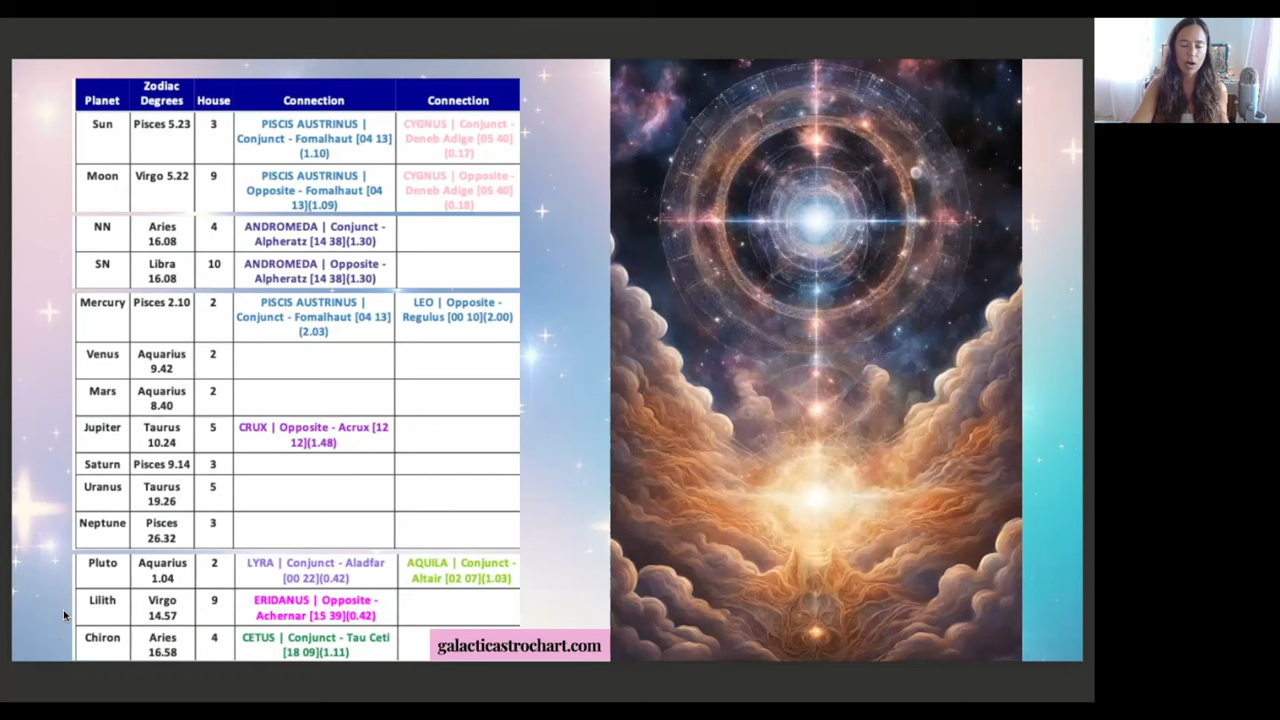 Planet Zodiac Degrees House Connection Connection
Sun Pisces 5.23 3 PISCIS AUSTRINUS | Conjunct - Fomalhaut [04 13] (1.10) CYGNUS | Conjunct - Deneb Adige [05 40] (0.17)
Moon Virgo 5.22 9 PISCIS AUSTRINUS | Opposite - Fomalhaut [04 13](1.09) CYGNUS | Opposite - Deneb Adige [05 40] (0.18)
NN Aries 16.08 4 ANDROMEDA | Conjunct - Alpheratz [14 38](1.30)
SN Libra 16.08 10 ANDROMEDA | Opposite - Alpheratz [14 38](1.30)
Mercury Pisces 2.10 2 PISCIS AUSTRINUS | Conjunct - Fomalhaut [04 13] (2.03) LEO | Opposite - Regulus [00 10](2.00)
Venus Aquarius 9.42 2
Mars Aquarius 8.40 2
Jupiter Taurus 10.24 5 CRUX | Opposite - Acrux [12 12](1.48)
Saturn Pisces 9.14 3
Uranus Taurus 19.26 5
Neptune Pisces 26.32 3
Pluto Aquarius 1.04 2 LYRA | Conjunct - Aladfar [00 22](0.42) AQUILA | Conjunct - Altair [02 07](1.03)
Lilith Virgo 14.57 9 ERIDANUS | Opposite - Achernar [15 39](0.42)
Chiron Aries 16.58 4 CETUS | Conjunct - Tau Ceti [18 09](1.11)
galacticastrochart.com